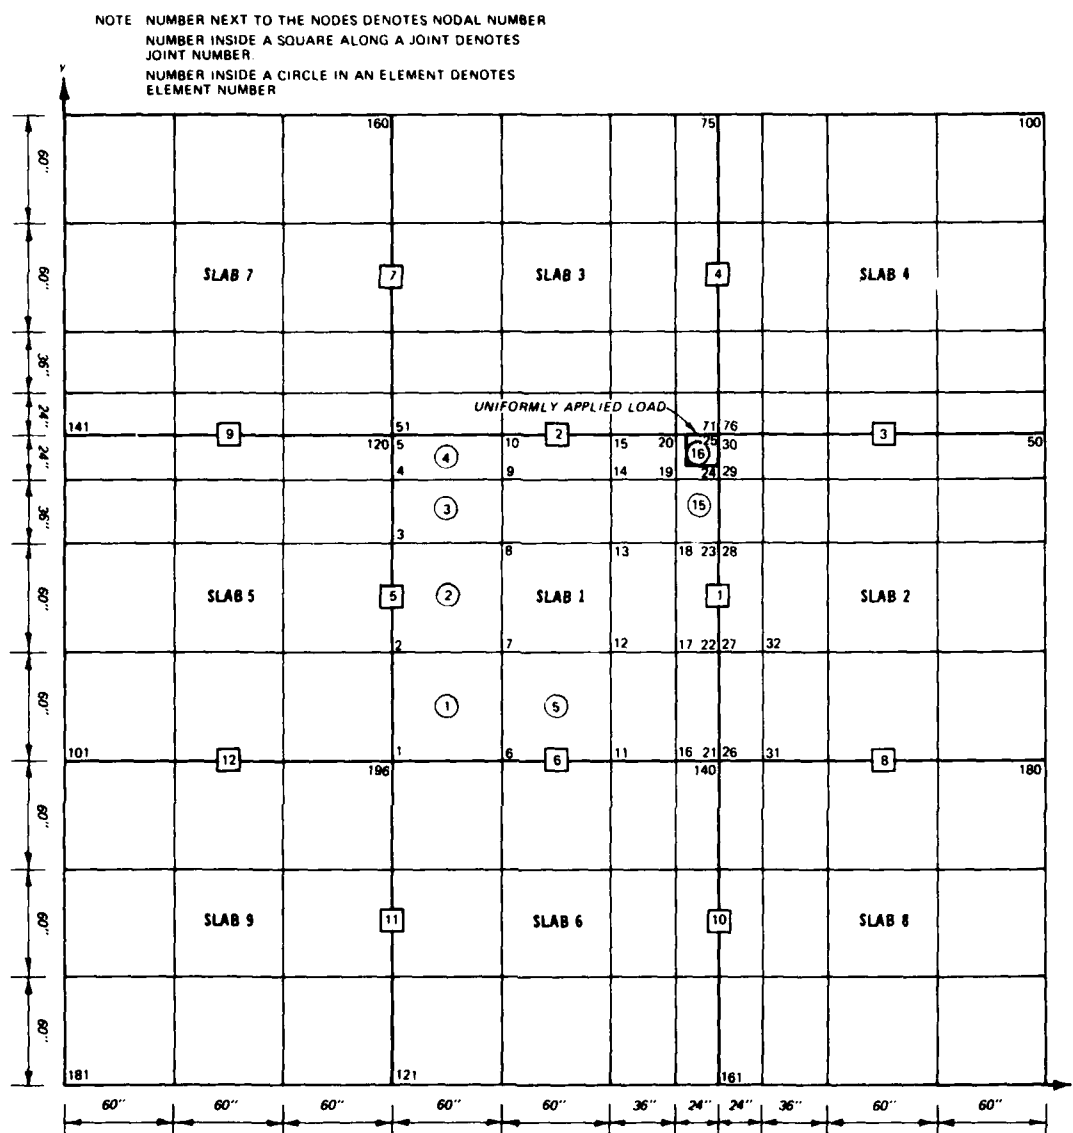 NOTE NUMBER NEXT TO THE NODES DENOTES NODAL NUMBER
NUMBER INSIDE A SQUARE ALONG A JOINT DENOTES
JOINT NUMBER.
NUMBER INSIDE A CIRCLE IN AN ELEMENT DENOTES
ELEMENT NUMBER
Y
160 75 100
60"
60"
SLAB 7 7 SLAB 3 4 SLAB 4
36"
24"
UNIFORMLY APPLIED LOAD
141 9 51 2 71 76 3
120 5 10 15 20 25 30 50
24"
4 16
4 9 14 19 24 29
36"
3 15
3
8 13 18 23 28
60"
SLAB 5 5 2 SLAB 1 1 SLAB 2
2 7 12 17 22 27 32
60"
1 5
101 12 1 6 6 11 16 21 26 31 8
196 140 180
60"
60"
SLAB 9 11 SLAB 6 10 SLAB 8
60"
181 121 161
60" 60" 60" 60" 60" 36" 24" 24" 36" 60" 60"